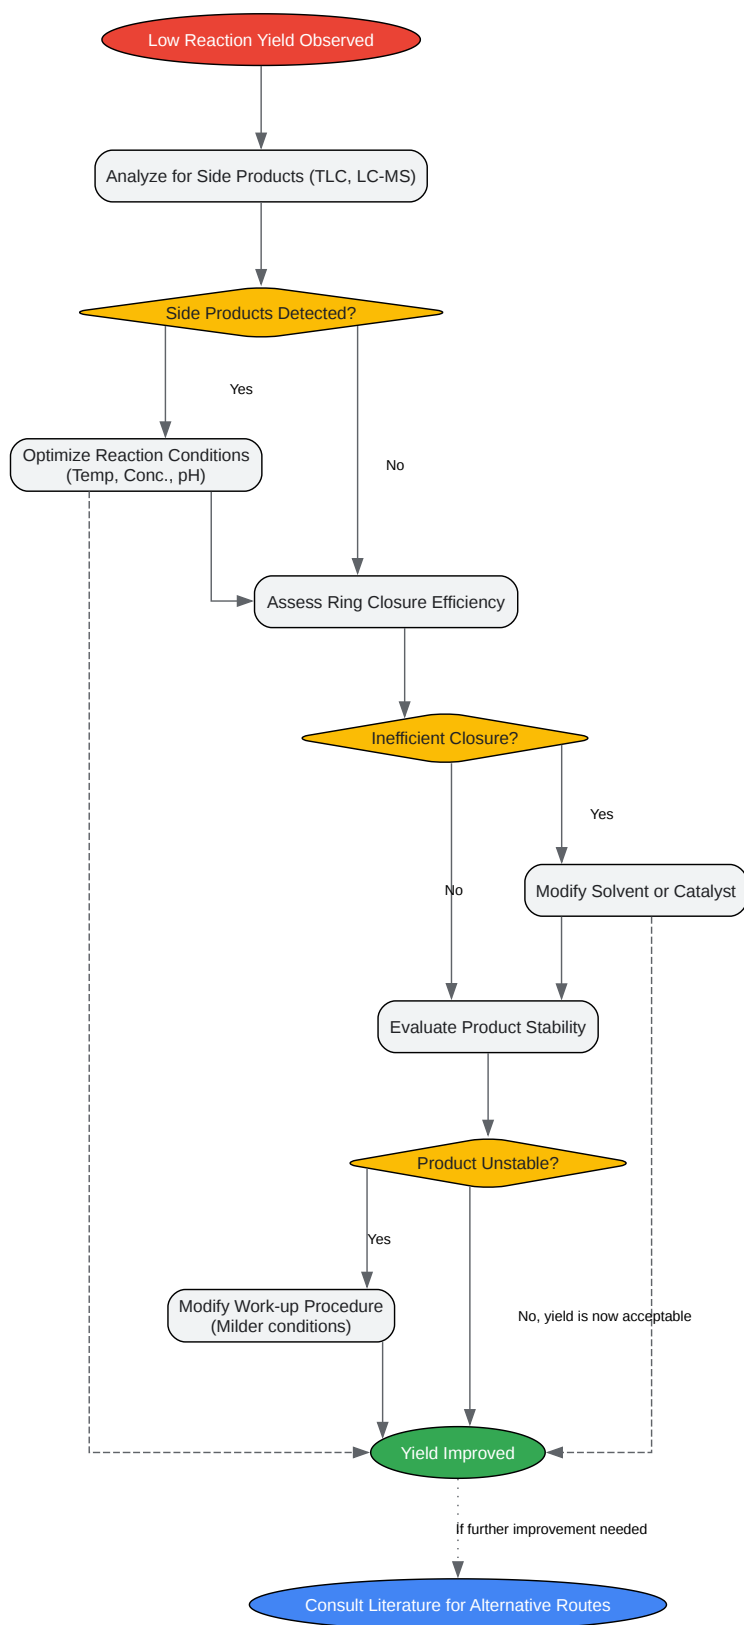 Low Reaction Yield Observed
Analyze for Side Products (TLC, LC-MS)
Side Products Detected?
Yes
Optimize Reaction Conditions
(Temp, Conc., pH)
No
Assess Ring Closure Efficiency
Inefficient Closure?
Yes
No
Modify Solvent or Catalyst
Evaluate Product Stability
Product Unstable?
Yes
Modify Work-up Procedure
(Milder conditions)
No, yield is now acceptable
Yield Improved
If further improvement needed
Consult Literature for Alternative Routes